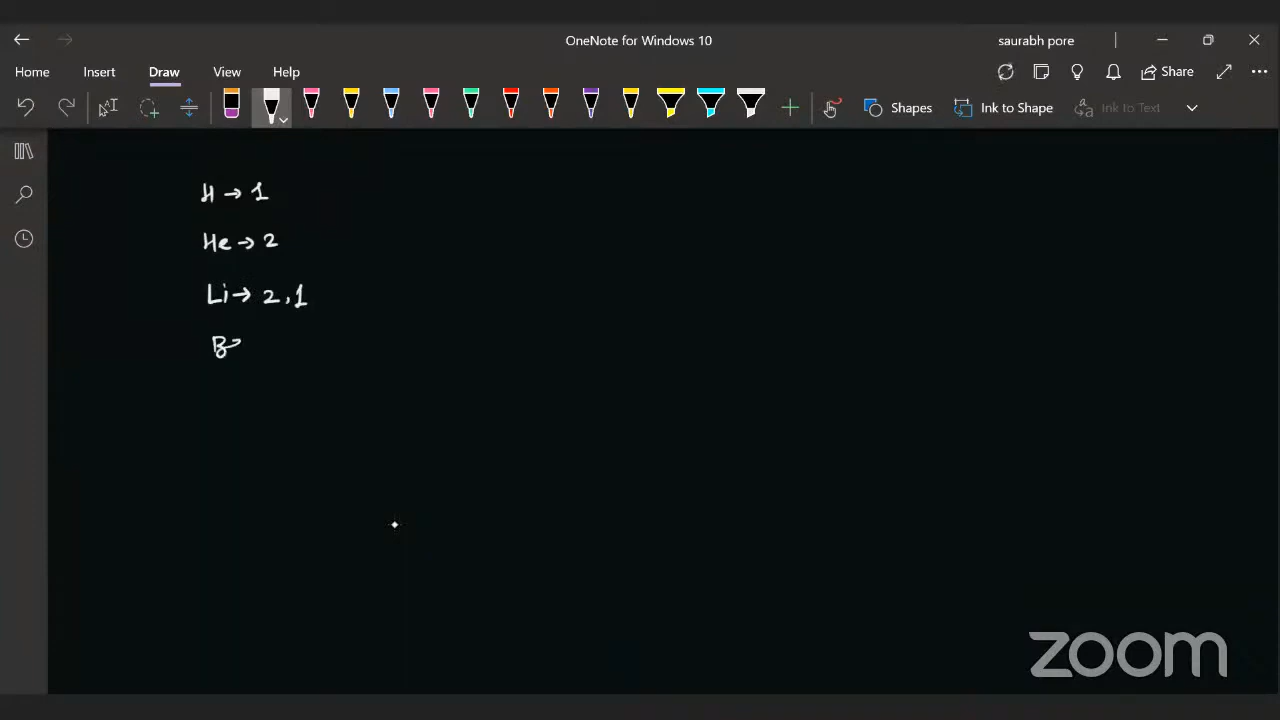 OneNote for Windows 10
saurabh pore
Home Insert Draw View Help
Share
Shapes
Ink to Shape
Ink to Text
H → 1
He → 2
Li → 2, 1
B
zoom